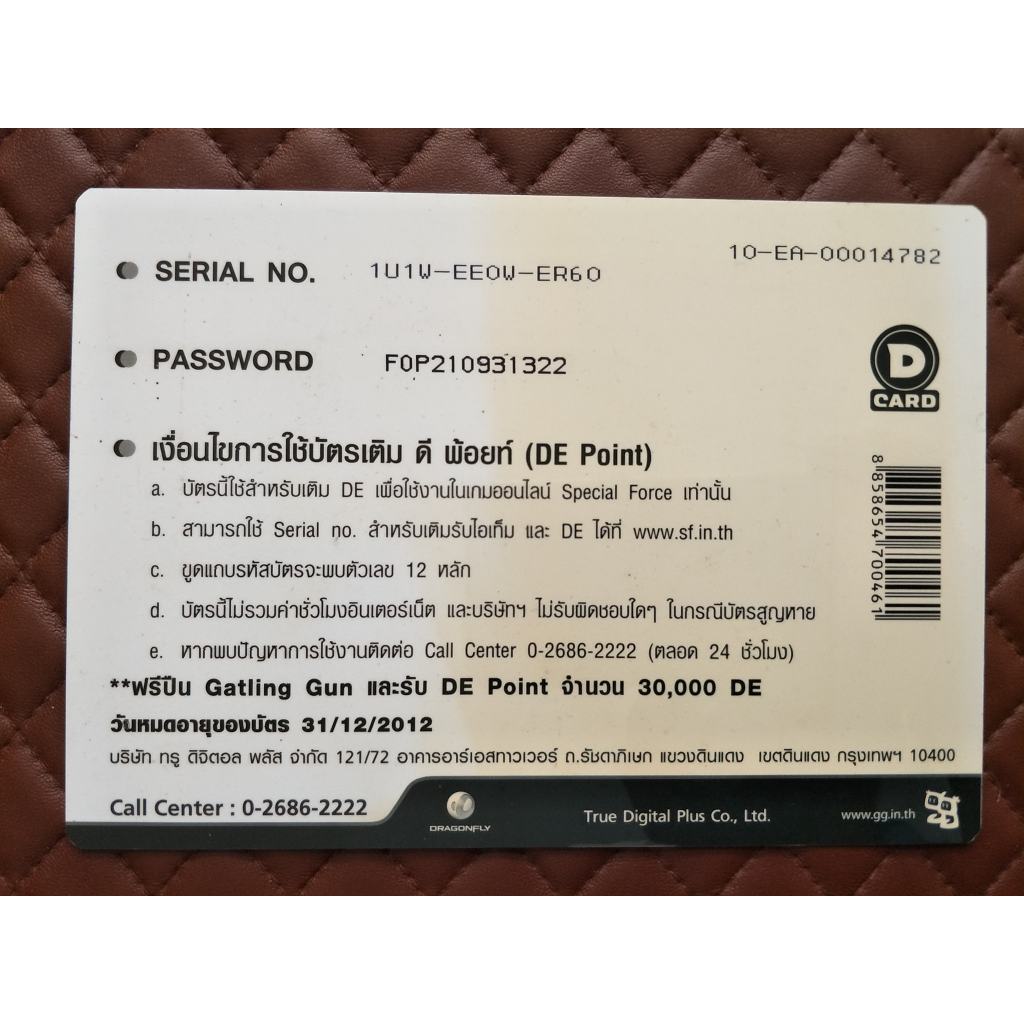 10-EA-00014782
SERIAL NO. 1U1W-EE0W-ER60
PASSWORD F0P210931322
D
CARD
เงื่อนไขการใช้บัตรเติม ดี พ้อยท์ (DE Point)
a. บัตรนี้ใช้สำหรับเติม DE เพื่อใช้งานในเกมออนไลน์ Special Force เท่านั้น
b. สามารถใช้ Serial no. สำหรับเติมรับไอเท็ม และ DE ได้ที่ www.sf.in.th
c. ขูดแถบรหัสบัตรจะพบตัวเลข 12 หลัก
d. บัตรนี้ไม่รวมค่าชั่วโมงอินเตอร์เน็ต และบริษัทฯ ไม่รับผิดชอบใดๆ ในกรณีบัตรสูญหาย
e. หากพบปัญหาการใช้งานติดต่อ Call Center 0-2686-2222 (ตลอด 24 ชั่วโมง)
8 858654 700461
**ฟรีปืน Gatling Gun และรับ DE Point จำนวน 30,000 DE
วันหมดอายุของบัตร 31/12/2012
บริษัท ทรู ดิจิตอล พลัส จำกัด 121/72 อาคารอาร์เอสทาวเวอร์ ถ.รัชดาภิเษก แขวงดินแดง เขตดินแดง กรุงเทพฯ 10400
Call Center : 0-2686-2222
DRAGONFLY
True Digital Plus Co., Ltd.
www.gg.in.th